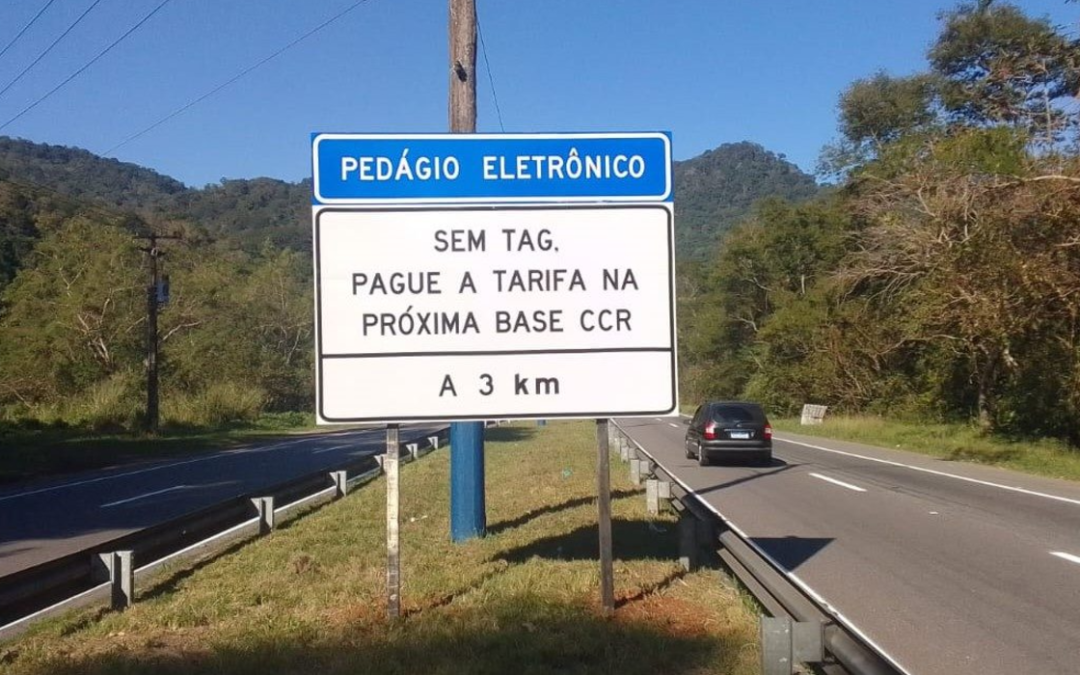 PEDÁGIO ELETRÔNICO
SEM TAG,
PAGUE A TARIFA NA
PRÓXIMA BASE CCR
A 3 km